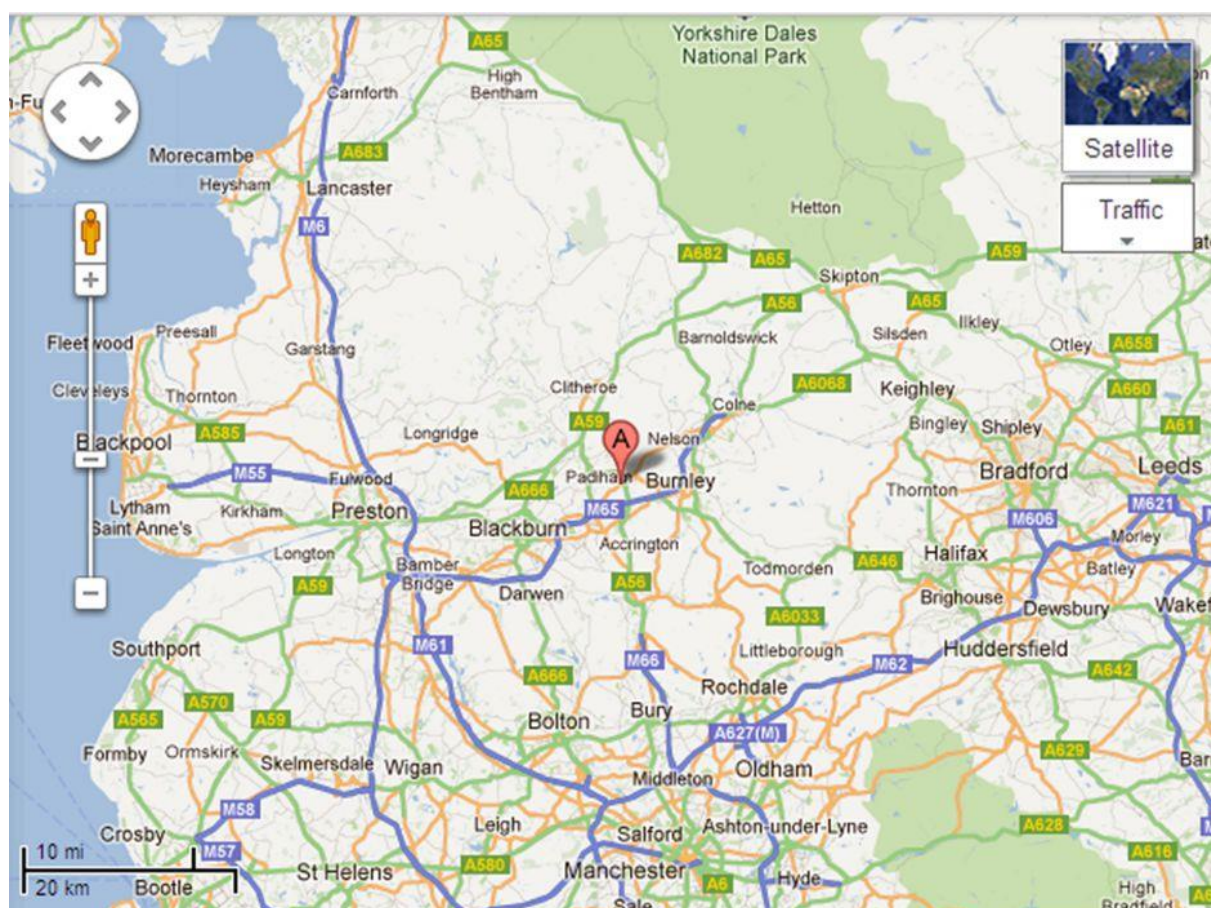 Yorkshire Dales
National Park
A65
High
Bentham
Carnforth
Satellite
Morecambe
A683
Heysham
Lancaster
Traffic
M6
Hetton
A682
A65
A59
Skipton
A56
A65
Preesall
Fleetwood
Garstang
Barnoldswick
Silsden
Ilkley
Otley
A658
Cleveleys
Thornton
Clitheroe
A6068
Keighley
A660
Colne
A59
A
Bingley
Shipley
A61
Blackpool
A585
Longridge
Nelson
M55
Fulwood
Padiham
Burnley
Bradford
Leeds
A666
Thornton
Lytham
Saint Anne's
Kirkham
Preston
M65
Blackburn
M606
M621
Morley
Longton
Accrington
Halifax
Bamber
Bridge
A59
Todmorden
A646
Batley
A56
Darwen
Brighouse
Dewsbury
A6033
Southport
M61
M66
Littleborough
M62
Huddersfield
A642
A666
Rochdale
A570
A565
A59
Bolton
Bury
A627(M)
Formby
Ormskirk
A629
Skelmersdale
Wigan
Middleton
Oldham
M58
Crosby
Leigh
Salford
Ashton-under-Lyne
A628
M57
10 mi
20 km
St Helens
A580
Manchester
A616
Bootle
A6
Hyde
Sale
High
Bradfield